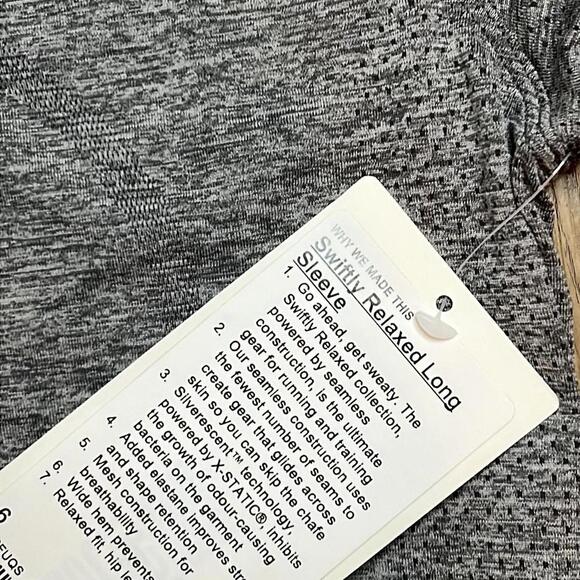 WHY WE MADE THIS
Swiftly Relaxed Long
Sleeve
1. Go ahead, get sweaty. The
Swiftly Relaxed collection,
powered by seamless
construction, is the ultimate
gear for running and training
2. Our seamless construction uses
the fewest number of seams to
create gear that glides across
skin so you can skip the chafe
3. Silverescent™ technology,
powered by X-STATIC®, inhibits
the growth of odour-causing
bacteria on the garment
4. Added elastane improves
and shape retention
5. Mesh construction for
breathability
6. Wide hem prevents
7. Relaxed fit, hip
6